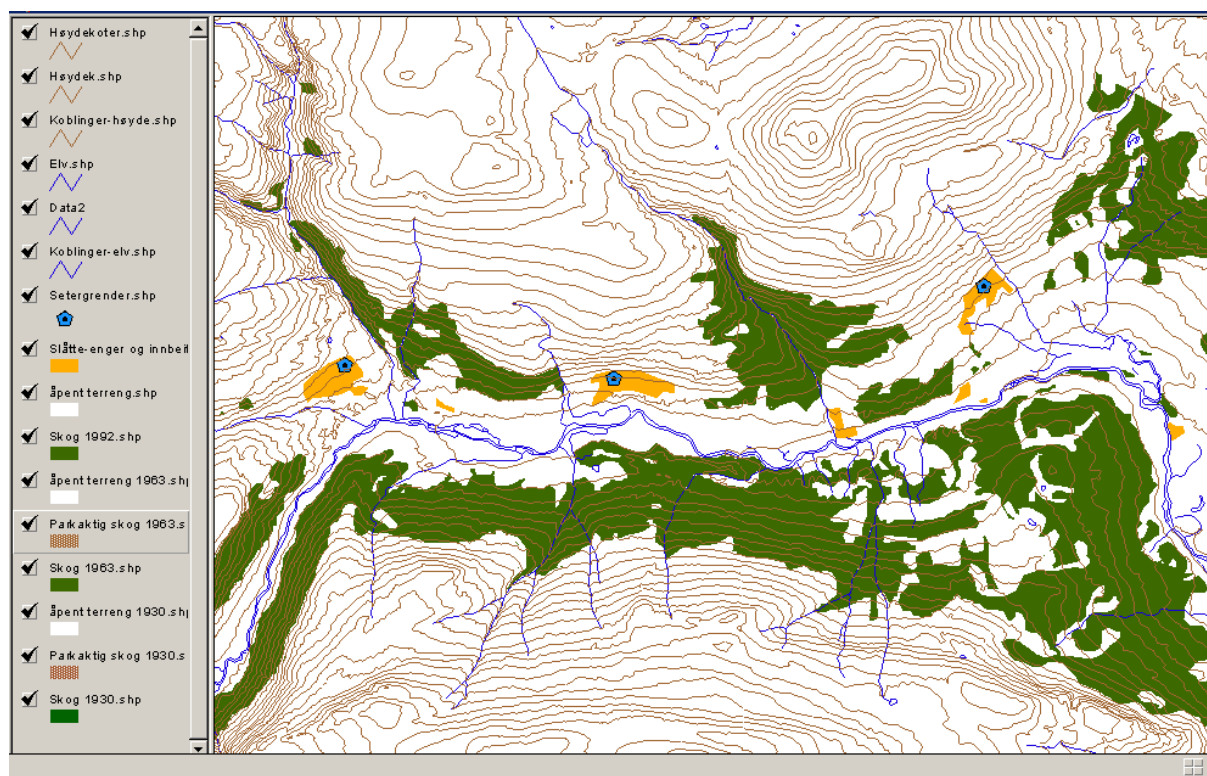 Høydekoter.shp
Høydek.shp
Koblinger-høyde.shp
Elv.shp
Data2
Koblinger-elv.shp
Setergrender.shp
Slåtte-enger og innbeit
åpent terreng.shp
Skog 1992.shp
åpent terreng 1963.shp
Parkaktig skog 1963.s
Skog 1963.shp
åpent terreng 1930.shp
Parkaktig skog 1930.s
Skog 1930.shp